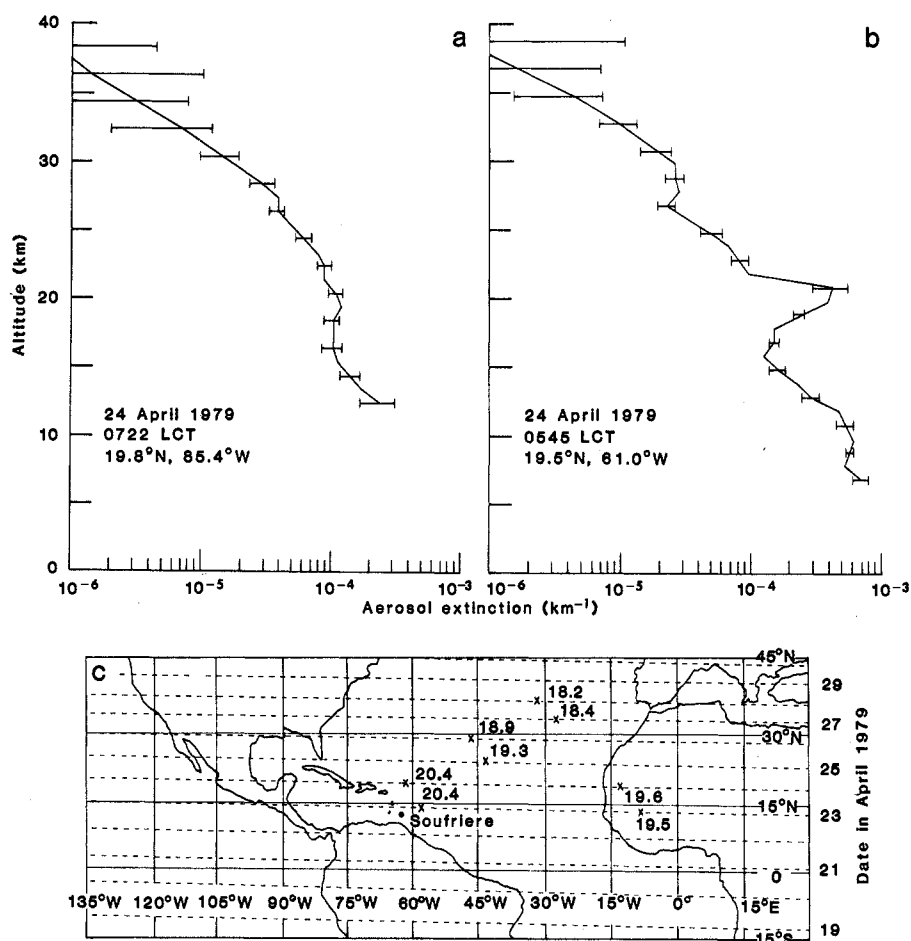 a
b
40
30
20
10
0
Altitude (km)
24 April 1979
0722 LCT
19.8°N, 85.4°W
24 April 1979
0545 LCT
19.5°N, 61.0°W
10⁻⁶ 10⁻⁵ 10⁻⁴ 10⁻³
10⁻⁶ 10⁻⁵ 10⁻⁴ 10⁻³
Aerosol extinction (km⁻¹)
c
45°N
29
18.2
18.4
27
18.9
30°N
19.3
25
20.4
19.6
20.4
15°N
Soufriere
19.5
23
0
21
135°W 120°W 105°W 90°W 75°W 60°W 45°W 30°W 15°W 0° 15°E
19
15°S
Date in April 1979